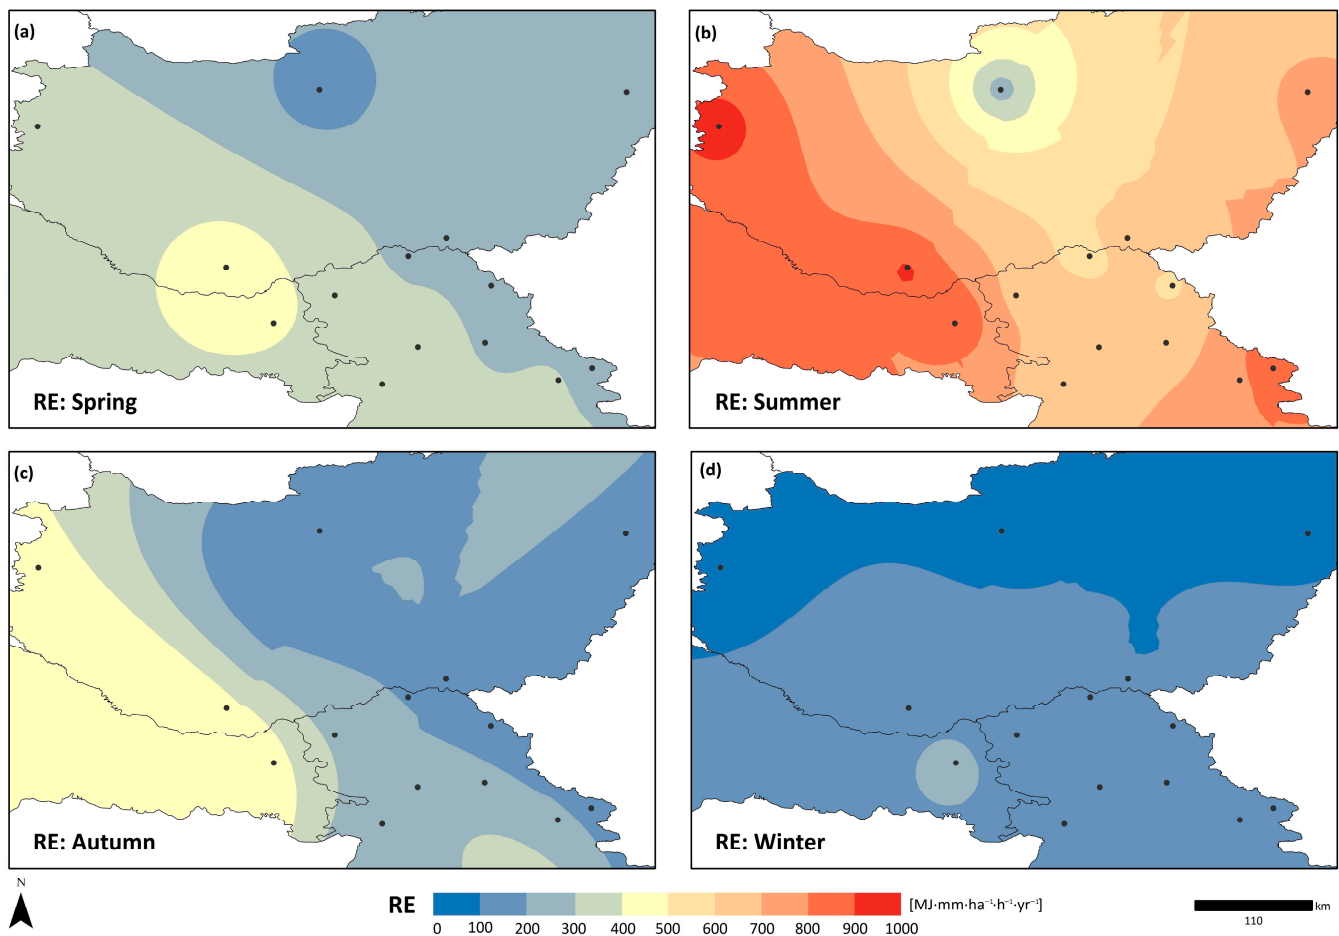 (a)
RE: Spring
(b)
RE: Summer
(c)
RE: Autumn
(d)
RE: Winter
N
RE
[MJ·mm·ha⁻¹·h⁻¹·yr⁻¹]
0 100 200 300 400 500 600 700 800 900 1000
km
110